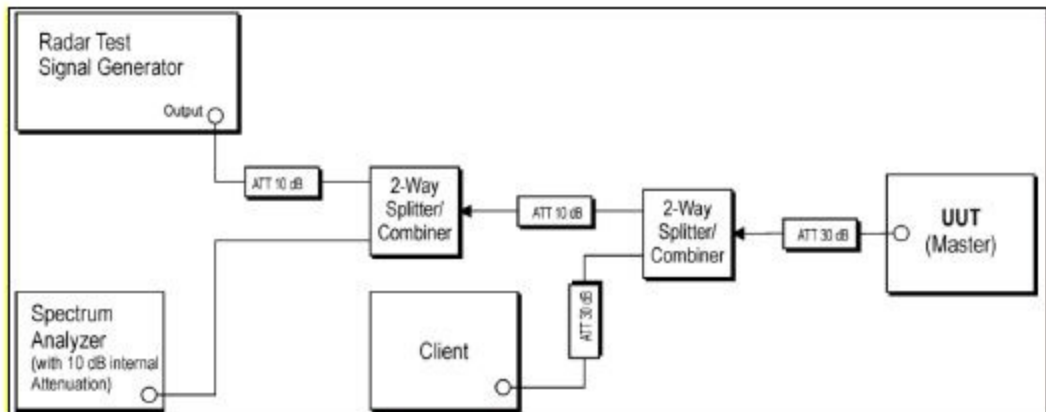 Radar Test
Signal Generator
Output
ATT 10 dB
2-Way
Splitter/
Combiner
ATT 10 dB
2-Way
Splitter/
Combiner
ATT 30 dB
UUT
(Master)
Spectrum
Analyzer
(with 10 dB internal
Attenuation)
Client
ATT 30 dB